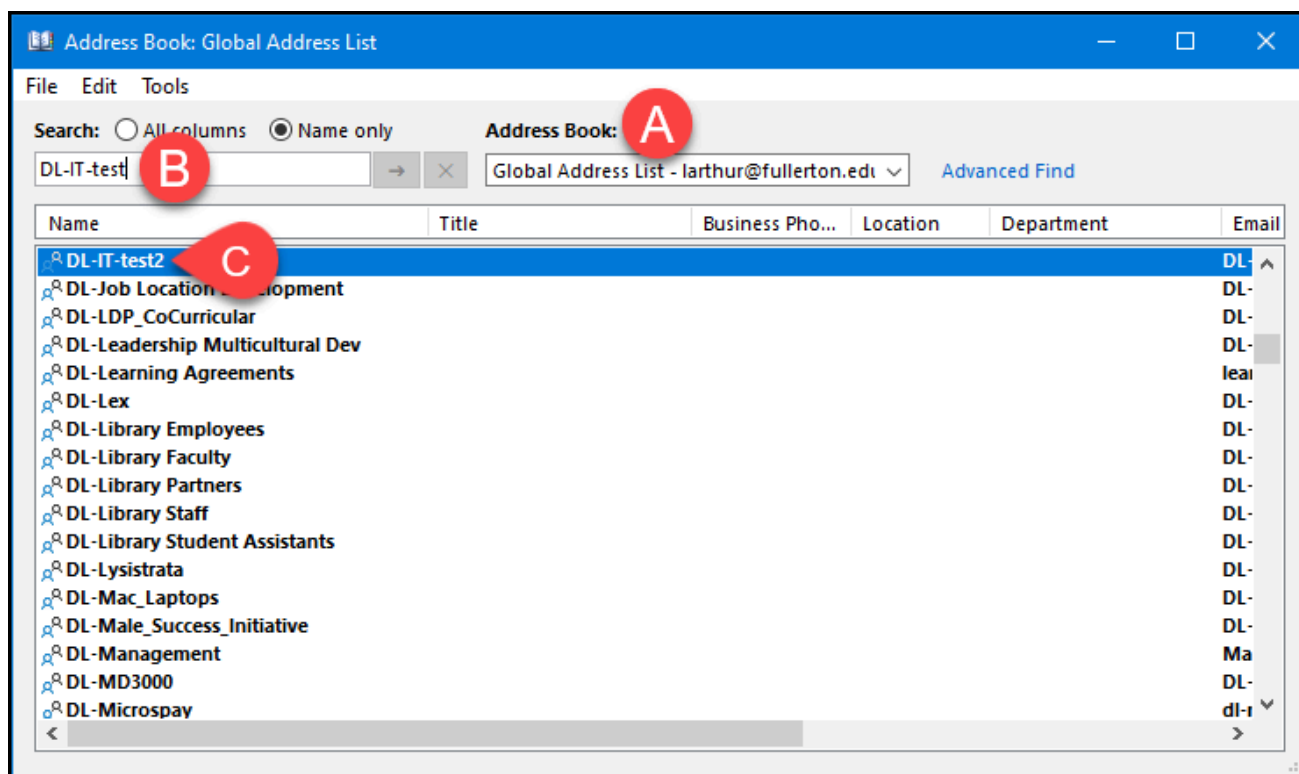 Address Book: Global Address List
File Edit Tools
Search: All columns Name only Address Book: A
DL-IT-test B Global Address List - larthur@fullerton.edu Advanced Find
Name Title Business Pho... Location Department Email
DL-IT-test2 C DL-
DL-Job Location Development DL-
DL-LDP_CoCurricular DL-
DL-Leadership Multicultural Dev DL-
DL-Learning Agreements lear
DL-Lex DL-
DL-Library Employees DL-
DL-Library Faculty DL-
DL-Library Partners DL-
DL-Library Staff DL-
DL-Library Student Assistants DL-
DL-Lysistrata DL-
DL-Mac_Laptops DL-
DL-Male_Success_Initiative DL-
DL-Management Ma
DL-MD3000 DL-
DL-Microspay